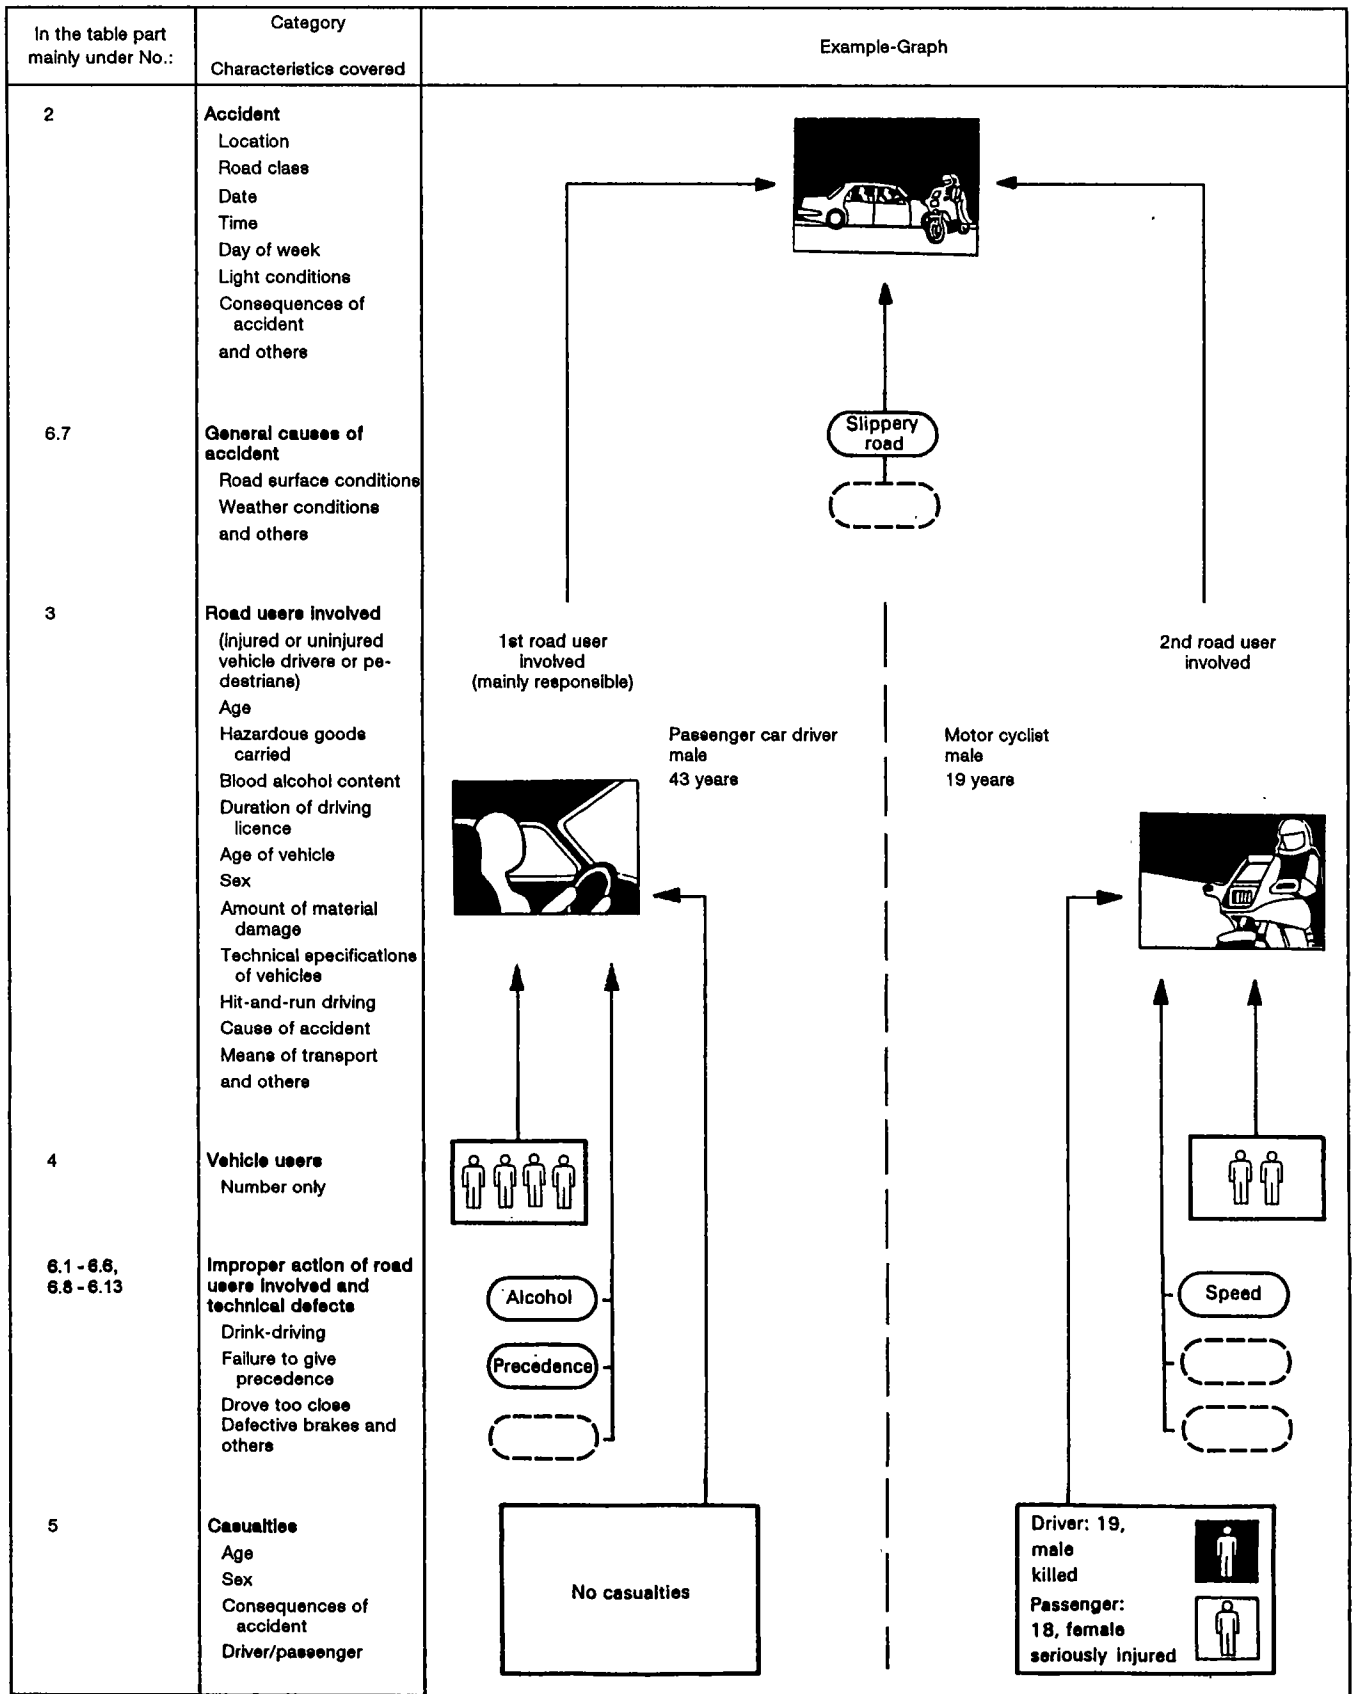 In the table part
mainly under No.:
Category
Characteristics covered
Example-Graph
2
Accident
Location
Road class
Date
Time
Day of week
Light conditions
Consequences of
accident
and others
6.7
General causes of
accident
Road surface conditions
Weather conditions
and others
Slippery
road
3
Road users involved
(injured or uninjured
vehicle drivers or pe-
destrians)
Age
Hazardous goods
carried
Blood alcohol content
Duration of driving
licence
Age of vehicle
Sex
Amount of material
damage
Technical specifications
of vehicles
Hit-and-run driving
Cause of accident
Means of transport
and others
1st road user
involved
(mainly responsible)
2nd road user
involved
Passenger car driver
male
43 years
Motor cyclist
male
19 years
4
Vehicle users
Number only
6.1 - 6.6,
6.8 - 6.13
Improper action of road
users involved and
technical defects
Drink-driving
Failure to give
precedence
Drove too close
Defective brakes and
others
Alcohol
Precedence
Speed
5
Casualties
Age
Sex
Consequences of
accident
Driver/passenger
No casualties
Driver: 19,
male
killed
Passenger:
18, female
seriously injured